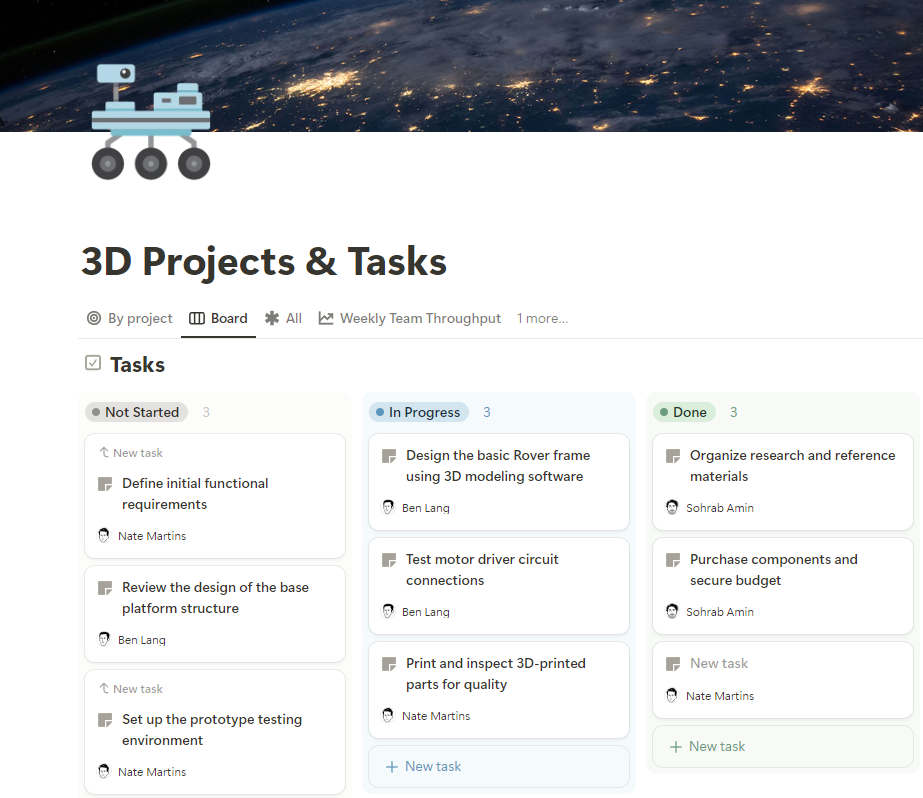 3D Projects & Tasks
By project
Board
All
Weekly Team Throughput
1 more...
Tasks
Not Started 3
New task
Define initial functional
requirements
Nate Martins
Review the design of the base
platform structure
Ben Lang
New task
Set up the prototype testing
environment
Nate Martins
In Progress 3
Design the basic Rover frame
using 3D modeling software
Ben Lang
Test motor driver circuit
connections
Ben Lang
Print and inspect 3D-printed
parts for quality
Nate Martins
+ New task
Done 3
Organize research and reference
materials
Sohrab Amin
Purchase components and
secure budget
Sohrab Amin
New task
Nate Martins
+ New task